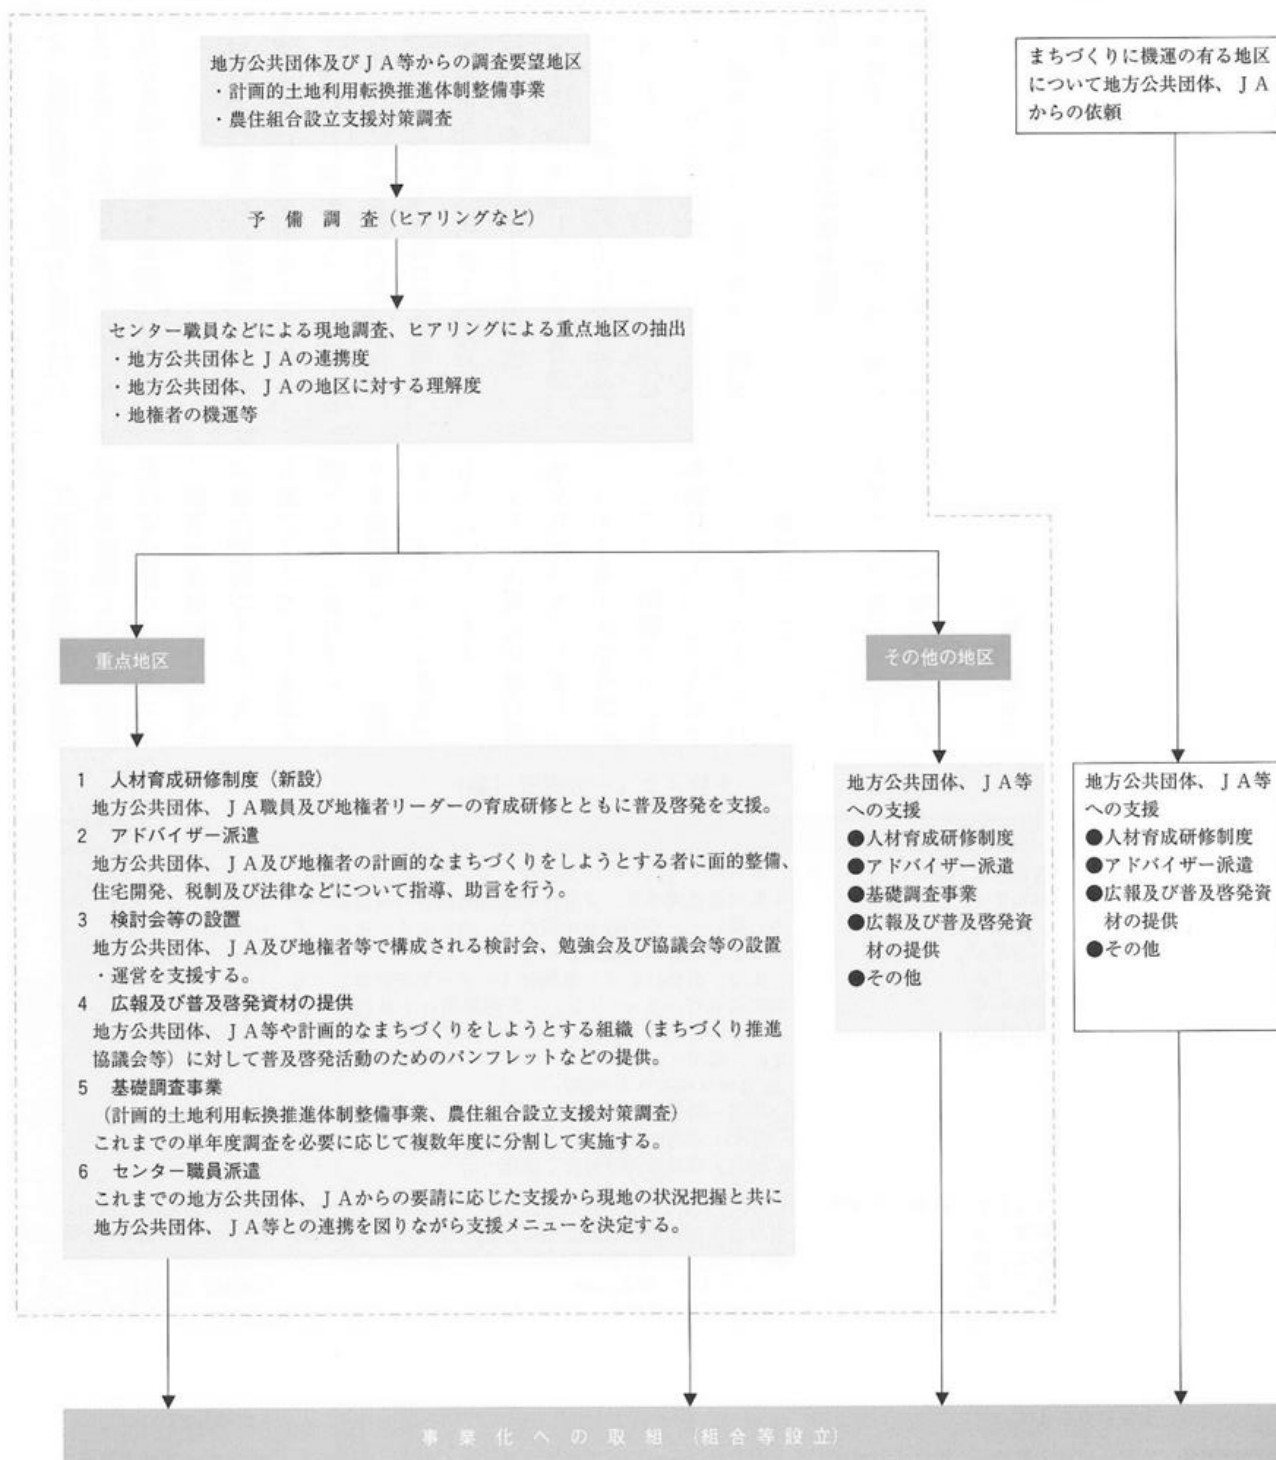 地方公共団体及びＪＡ等からの調査要望地区
・計画的土地利用転換推進体制整備事業
・農住組合設立支援対策調査
予備調査(ヒアリングなど)
センター職員などによる現地調査、ヒアリングによる重点地区の抽出
・地方公共団体とＪＡの連携度
・地方公共団体、ＪＡの地区に対する理解度
・地権者の機運等
重点地区
1　人材育成研修制度（新設）
地方公共団体、ＪＡ職員及び地権者リーダーの育成研修とともに普及啓発を支援。
2　アドバイザー派遣
地方公共団体、ＪＡ及び地権者の計画的なまちづくりをしようとする者に面的整備、
住宅開発、税制及び法律などについて指導、助言を行う。
3　検討会等の設置
地方公共団体、ＪＡ及び地権者等で構成される検討会、勉強会及び協議会等の設置
・運営を支援する。
4　広報及び普及啓発資材の提供
地方公共団体、ＪＡ等や計画的なまちづくりをしようとする組織（まちづくり推進
協議会等）に対して普及啓発活動のためのパンフレットなどの提供。
5　基礎調査事業
（計画的土地利用転換推進体制整備事業、農住組合設立支援対策調査）
これまでの単年度調査を必要に応じて複数年度に分割して実施する。
6　センター職員派遣
これまでの地方公共団体、ＪＡからの要請に応じた支援から現地の状況把握と共に
地方公共団体、ＪＡ等との連携を図りながら支援メニューを決定する。
その他の地区
地方公共団体、ＪＡ等
への支援
●人材育成研修制度
●アドバイザー派遣
●基礎調査事業
●広報及び普及啓発資
材の提供
●その他
まちづくりに機運の有る地区
について地方公共団体、ＪＡ
からの依頼
地方公共団体、ＪＡ等
への支援
●人材育成研修制度
●アドバイザー派遣
●広報及び普及啓発資
材の提供
●その他
事業化への取組(組合等設立)